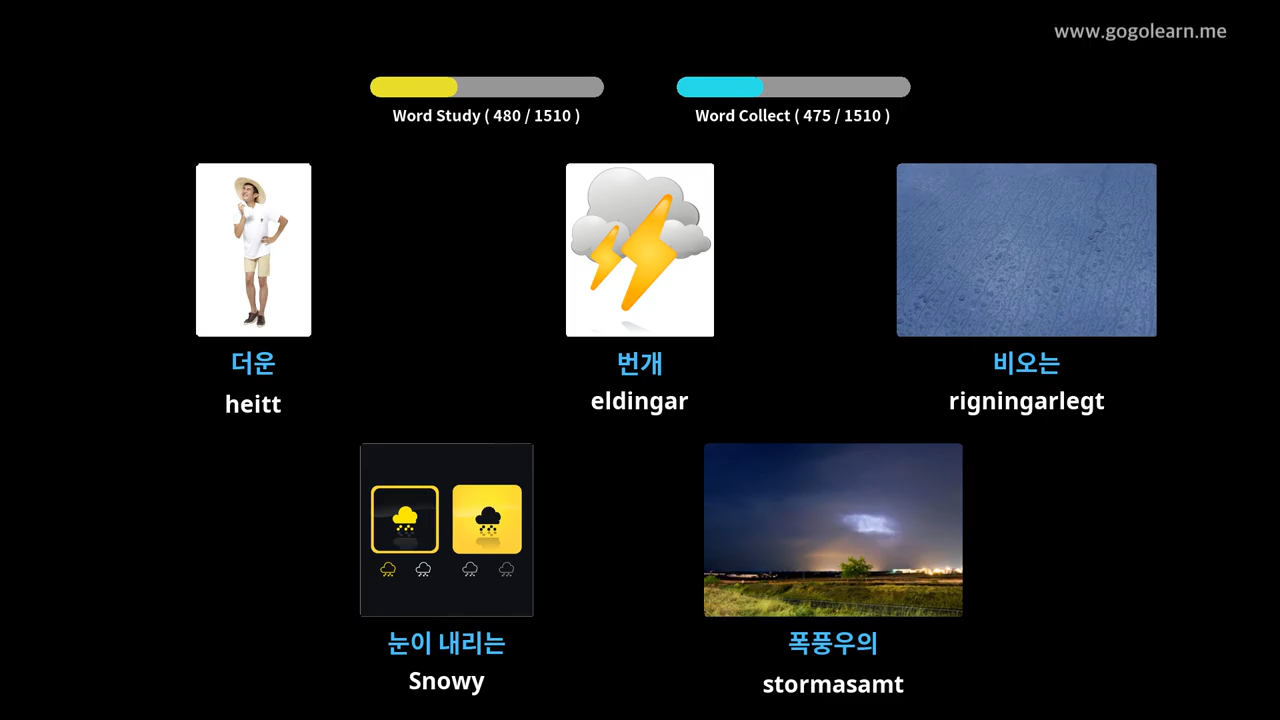 www.gogolearn.me
Word Study ( 480 / 1510 )
Word Collect ( 475 / 1510 )
더운
heitt
번개
eldingar
비오는
rigningarlegt
눈이 내리는
Snowy
폭풍우의
stormasamt